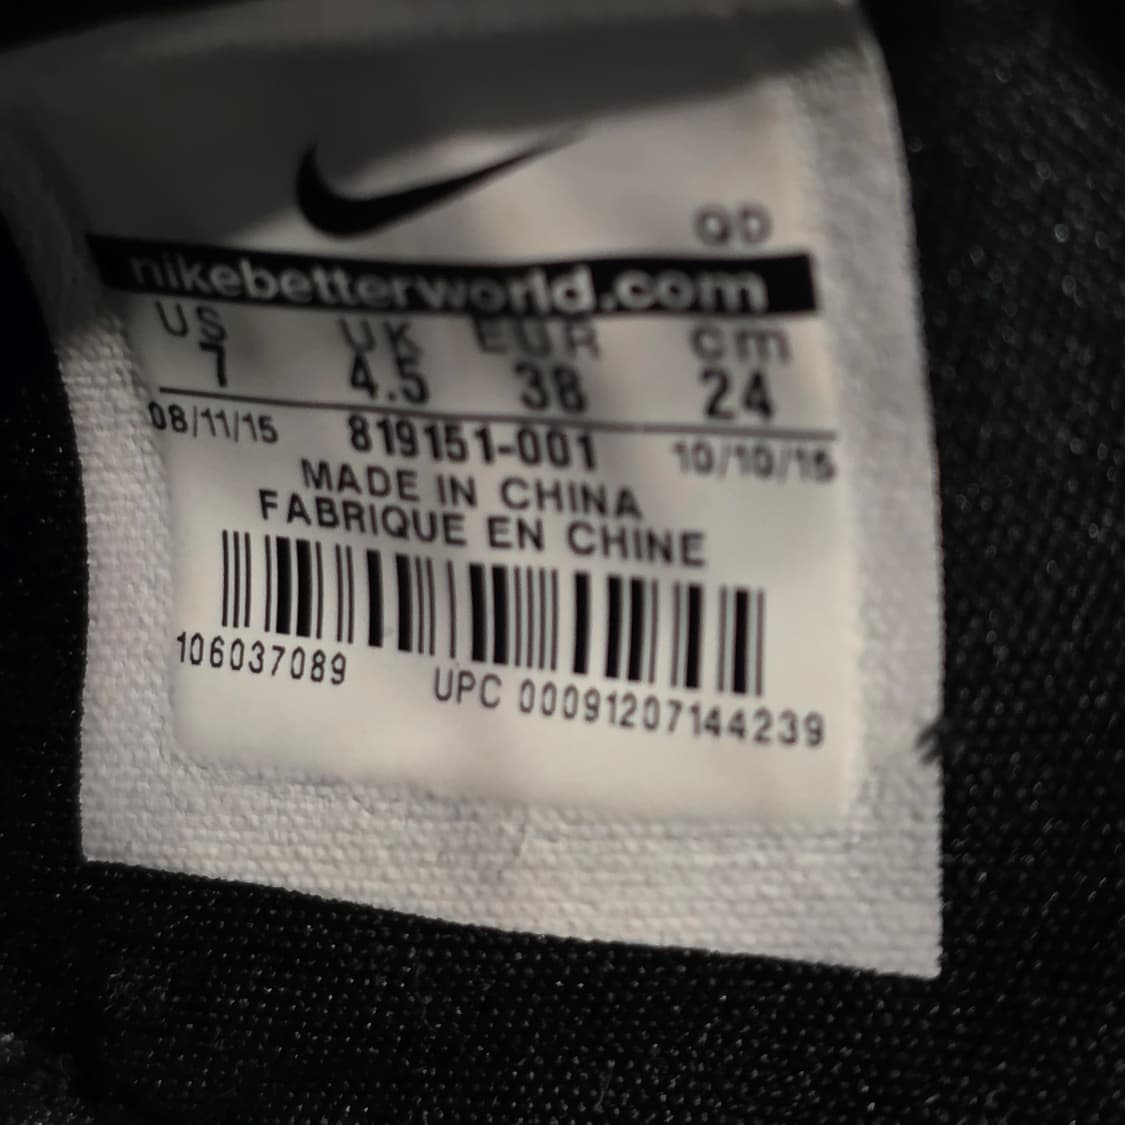 QD
nikebetterworld.com
US UK EUR cm
7 4.5 38 24
08/11/15 819151-001 10/10/15
MADE IN CHINA
FABRIQUE EN CHINE
106037089 UPC 00091207144239